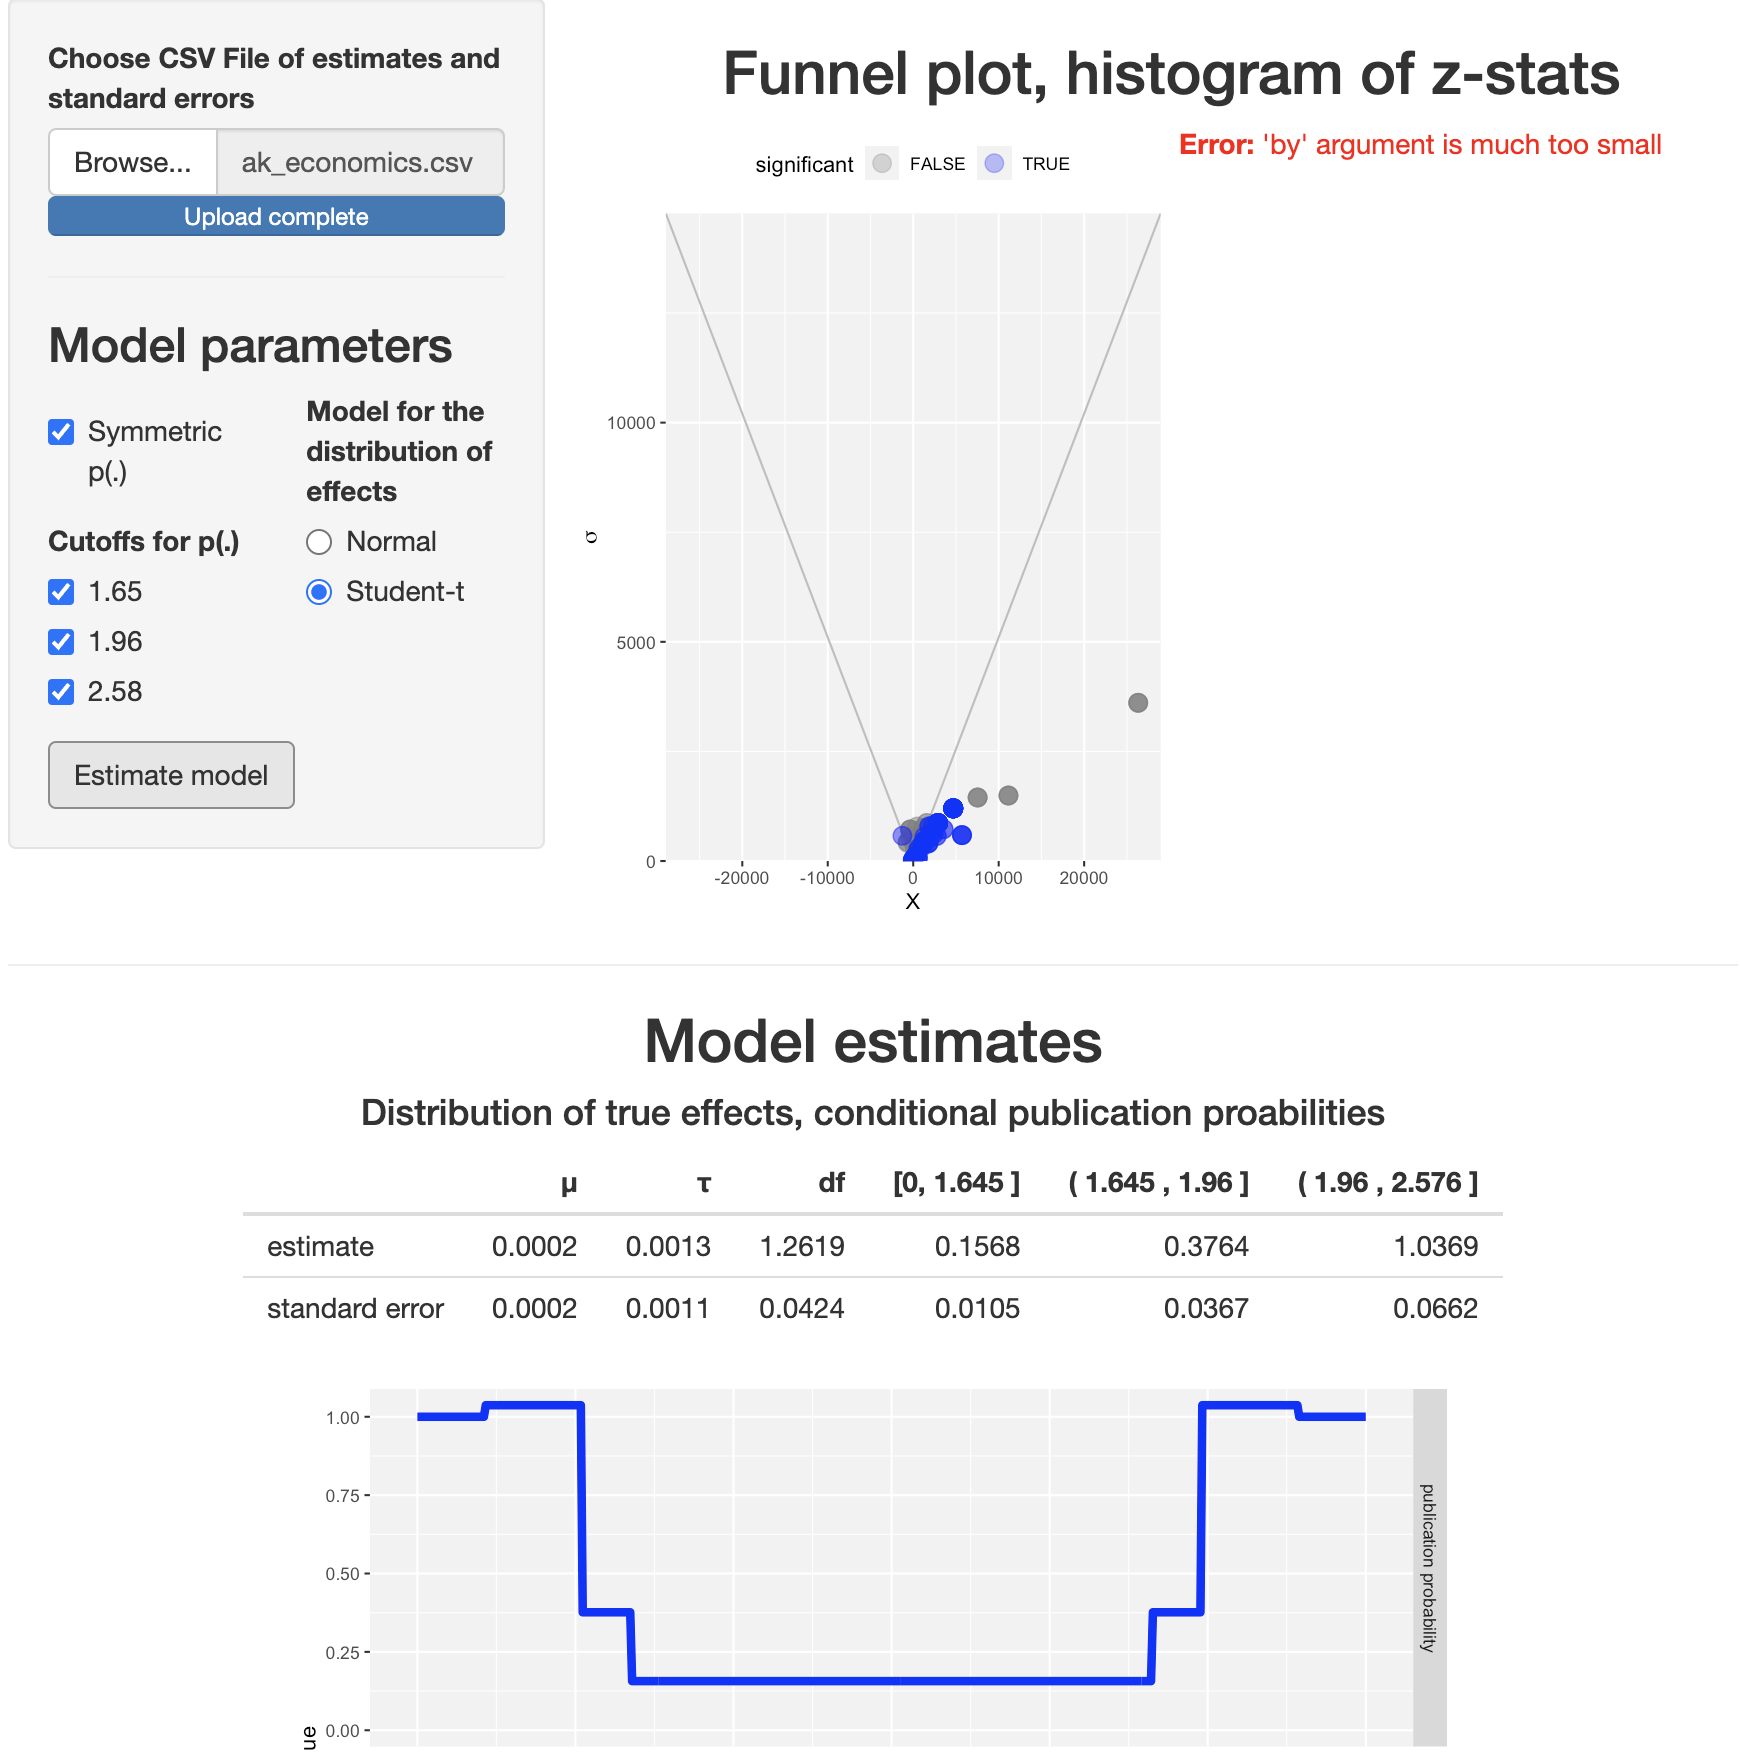 Choose CSV File of estimates and
standard errors
Browse...
ak_economics.csv
Upload complete
Model parameters
Symmetric
p(.)
Cutoffs for p(.)
1.65
1.96
2.58
Model for the
distribution of
effects
Normal
Student-t
Estimate model
Funnel plot, histogram of z-stats
significant FALSE TRUE
Error: 'by' argument is much too small
10000
5000
0
σ
-20000 -10000 0 10000 20000
X
Model estimates
Distribution of true effects, conditional publication proabilities
μ τ df [0, 1.645 ] ( 1.645 , 1.96 ] ( 1.96 , 2.576 ]
estimate 0.0002 0.0013 1.2619 0.1568 0.3764 1.0369
standard error 0.0002 0.0011 0.0424 0.0105 0.0367 0.0662
1.00
0.75
0.50
0.25
0.00
publication probability